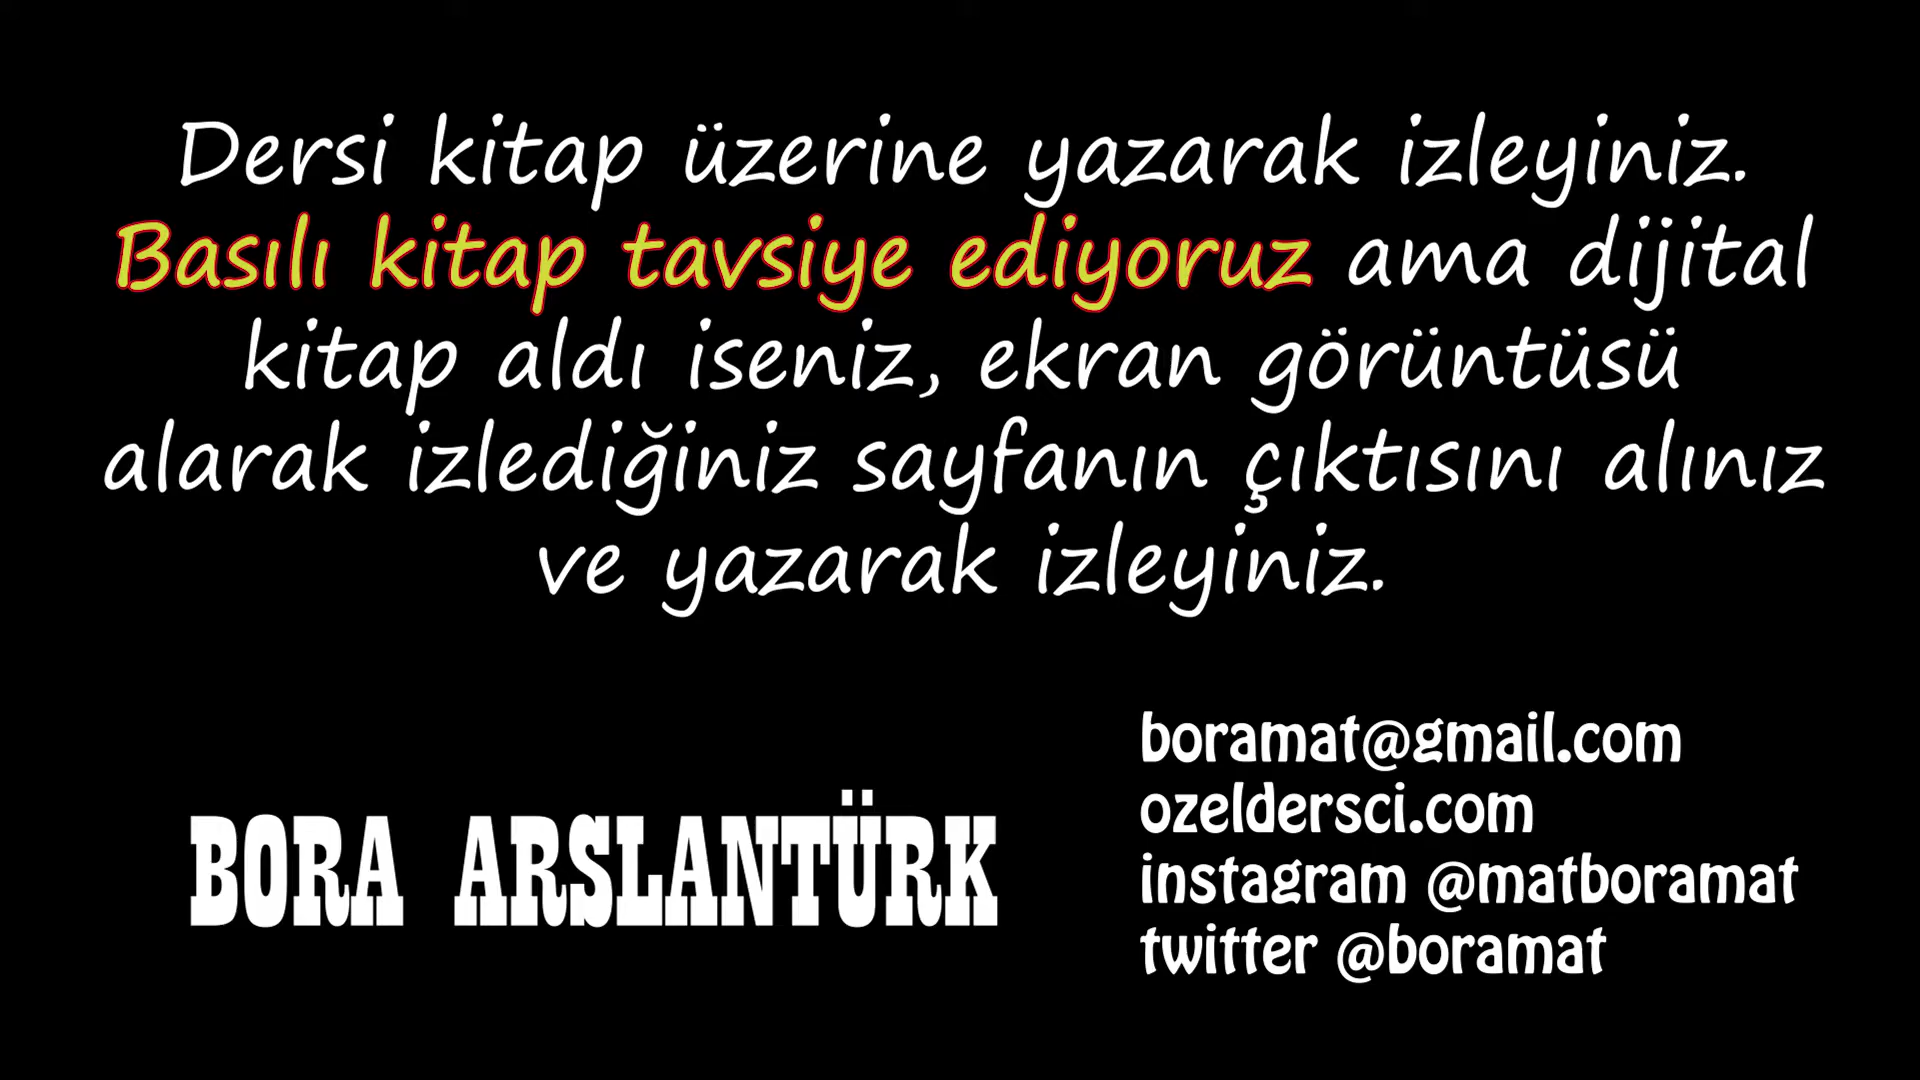 Dersi kitap üzerine yazarak izleyiniz.
Basılı kitap tavsiye ediyoruz ama dijital
kitap aldı iseniz, ekran görüntüsü
alarak izlediğiniz sayfanın çıktısını alınız
ve yazarak izleyiniz.
BORA ARSLANTÜRK
boramat@gmail.com
ozeldersci.com
instagram @matboramat
twitter @boramat